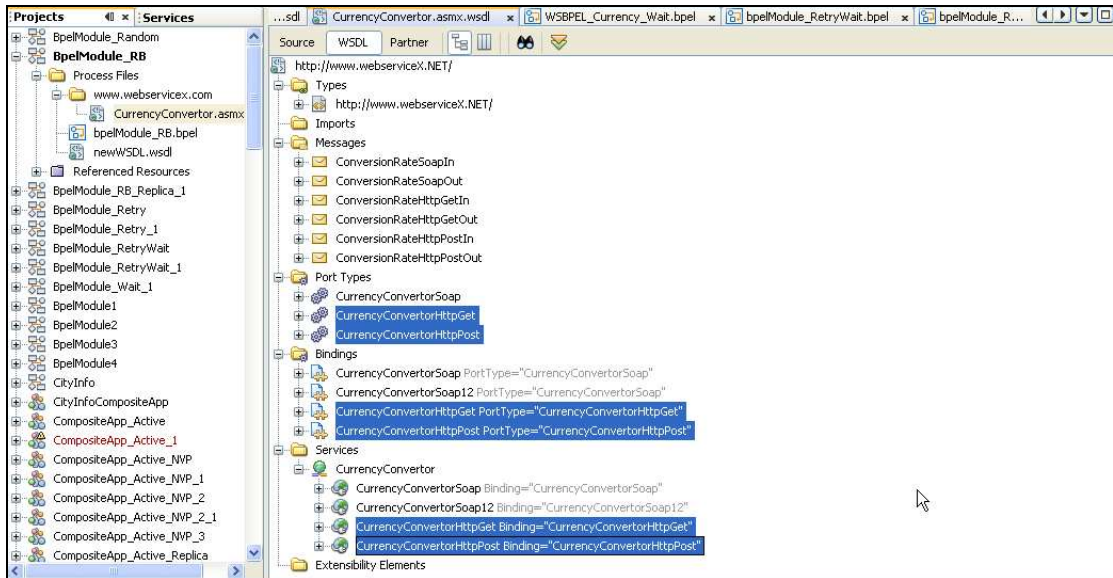 Projects
Services
BpelModule_Random
BpelModule_RB
Process Files
www.webservicex.com
CurrencyConvertor.asmx
bpelModule_RB.bpel
newWSDL.wsdl
Referenced Resources
BpelModule_RB_Replica_1
BpelModule_Retry
BpelModule_Retry_1
BpelModule_RetryWait
BpelModule_RetryWait_1
BpelModule_Wait_1
BpelModule1
BpelModule2
BpelModule3
BpelModule4
CityInfo
CityInfoCompositeApp
CompositeApp_Active
CompositeApp_Active_1
CompositeApp_Active_NVP
CompositeApp_Active_NVP_1
CompositeApp_Active_NVP_2
CompositeApp_Active_NVP_2_1
CompositeApp_Active_NVP_3
CompositeApp_Active_Replica
...sdl CurrencyConvertor.asmx.wsdl x WSBPEL_Currency_Wait.bpel x bpelModule_RetryWait.bpel x bpelModule_R...
Source WSDL Partner
http://www.webserviceX.NET/
Types
http://www.webserviceX.NET/
Imports
Messages
ConversionRateSoapIn
ConversionRateSoapOut
ConversionRateHttpGetIn
ConversionRateHttpGetOut
ConversionRateHttpPostIn
ConversionRateHttpPostOut
Port Types
CurrencyConvertorSoap
CurrencyConvertorHttpGet
CurrencyConvertorHttpPost
Bindings
CurrencyConvertorSoap PortType="CurrencyConvertorSoap"
CurrencyConvertorSoap12 PortType="CurrencyConvertorSoap"
CurrencyConvertorHttpGet PortType="CurrencyConvertorHttpGet"
CurrencyConvertorHttpPost PortType="CurrencyConvertorHttpPost"
Services
CurrencyConvertor
CurrencyConvertorSoap Binding="CurrencyConvertorSoap"
CurrencyConvertorSoap12 Binding="CurrencyConvertorSoap12"
CurrencyConvertorHttpGet Binding="CurrencyConvertorHttpGet"
CurrencyConvertorHttpPost Binding="CurrencyConvertorHttpPost"
Extensibility Elements